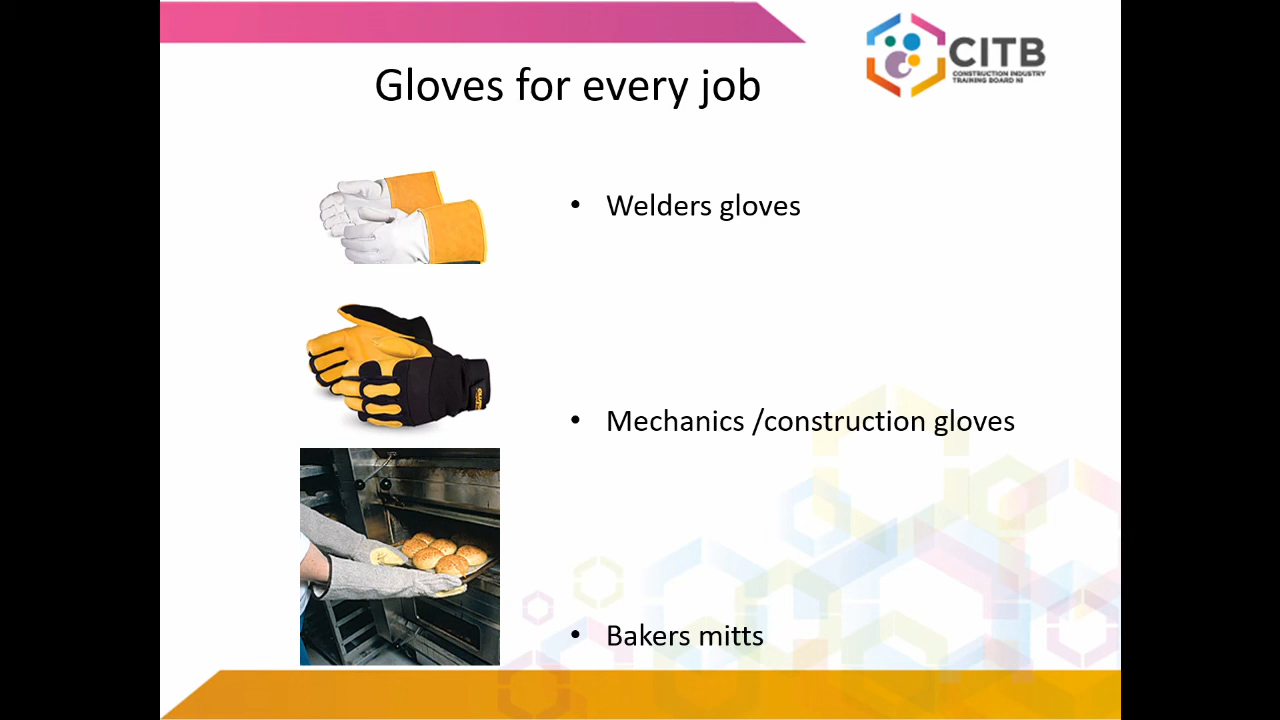 CITB
CONSTRUCTION INDUSTRY
TRAINING BOARD NI
Gloves for every job
• Welders gloves
• Mechanics /construction gloves
• Bakers mitts